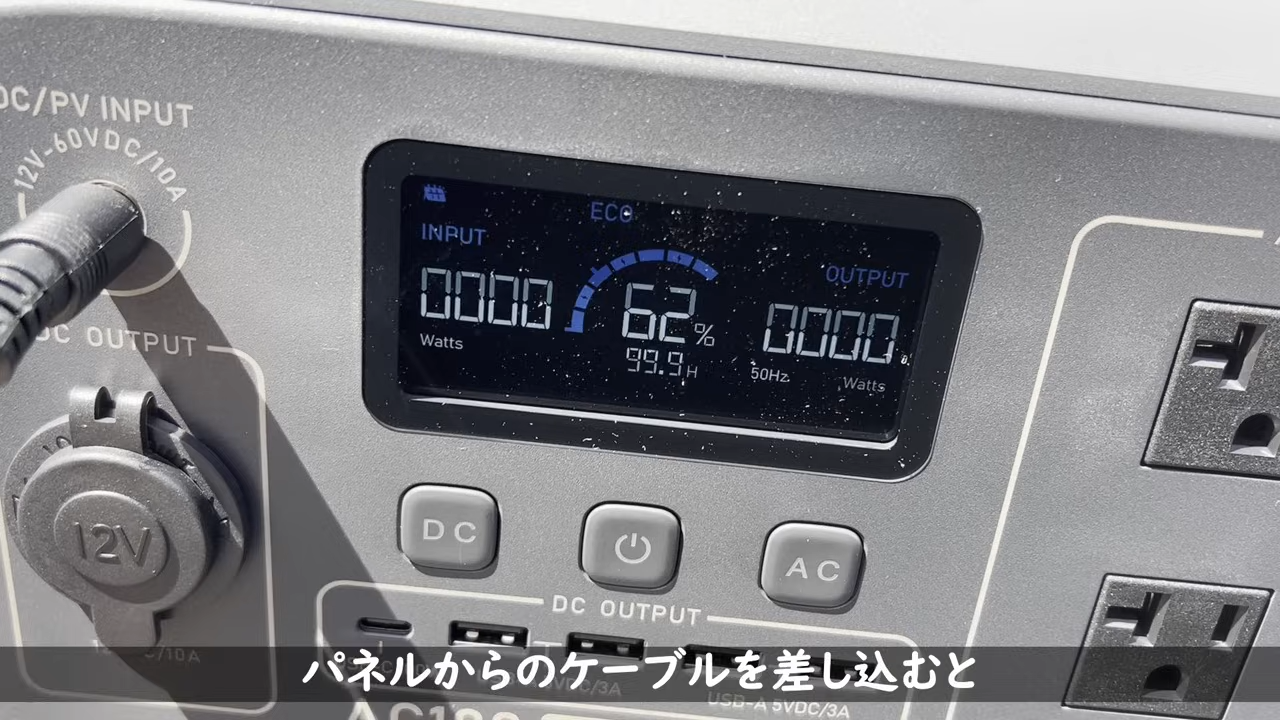 DC/PV INPUT
12V-60VDC/10A
ECO
INPUT
OUTPUT
0000
62%
0000
Watts
99.9H
50Hz
Watts
DC OUTPUT
12V
DC
AC
DC OUTPUT
USB-A 5VDC/3A
パネルからのケーブルを差し込むと